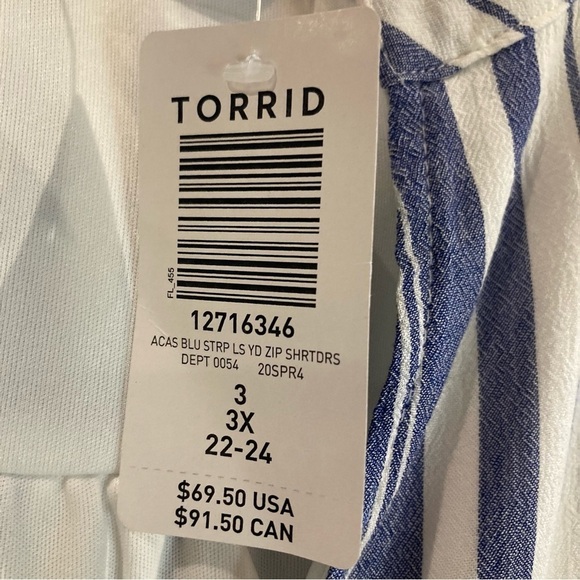 TORRID
FL_455
12716346
ACAS BLU STRP LS YD ZIP SHRTDRS
DEPT 0054 20SPR4
3
3X
22-24
$69.50 USA
$91.50 CAN